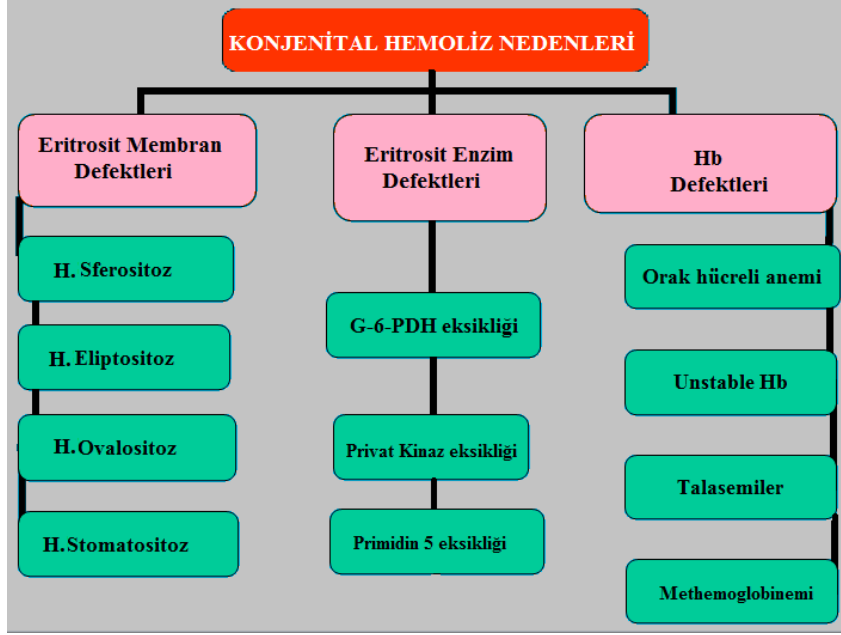 KONJENİTAL HEMOLİZ NEDENLERİ
Eritrosit Membran
Defektleri
H. Sferositoz
H. Eliptositoz
H. Ovalositoz
H.Stomatositoz
Eritrosit Enzim
Defektleri
G-6-PDH eksikliği
Privat Kinaz eksikliği
Primidin 5 eksikliği
Hb
Defektleri
Orak hücreli anemi
Unstable Hb
Talasemiler
Methemoglobinemi